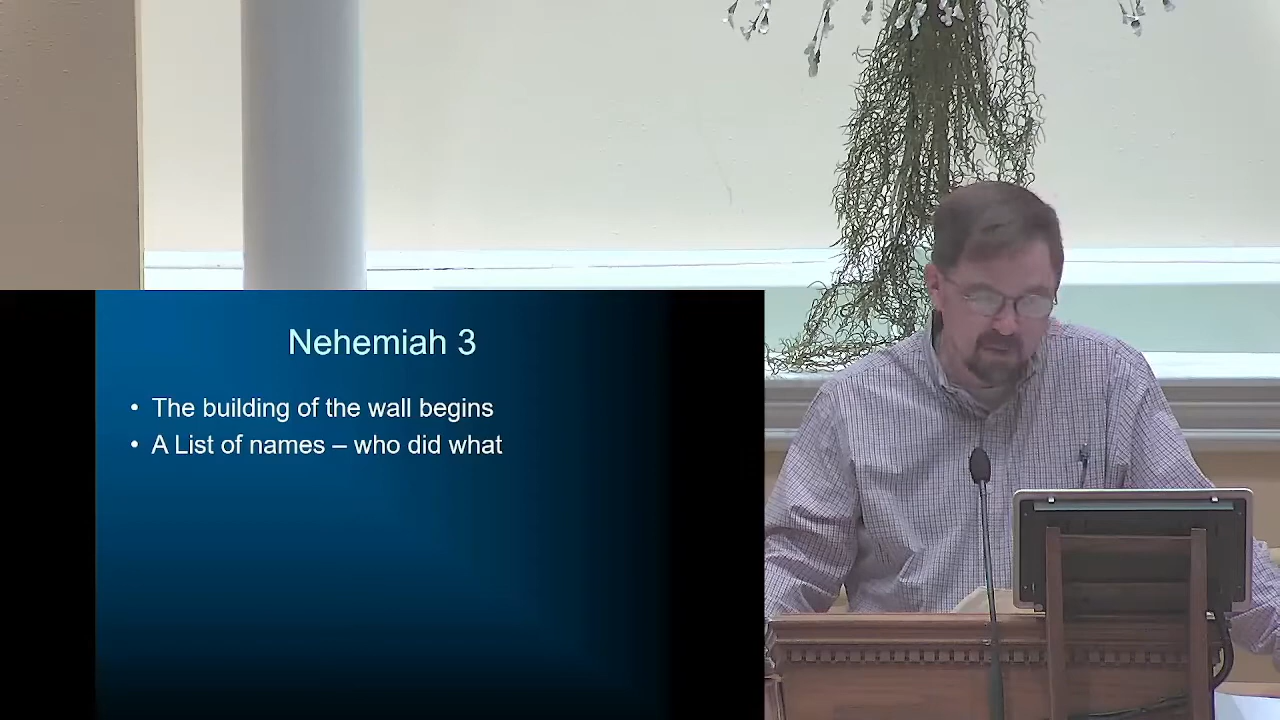 Nehemiah 3
• The building of the wall begins
• A List of names – who did what